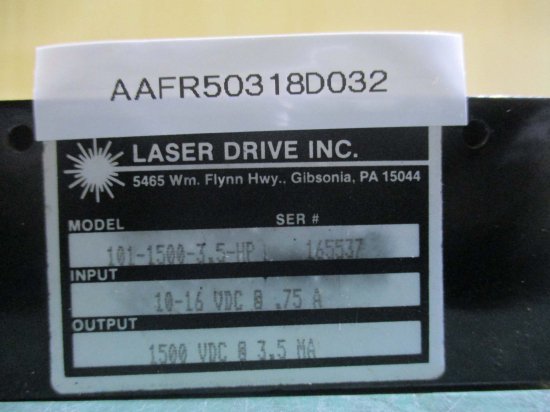 AAFR50318D032
LASER DRIVE INC.
5465 Wm. Flynn Hwy., Gibsonia, PA 15044
MODEL SER #
101-1500-3.5-HP 165537
INPUT
10-16 VDC @ .75 A
OUTPUT
1500 VDC @ 3.5 MA